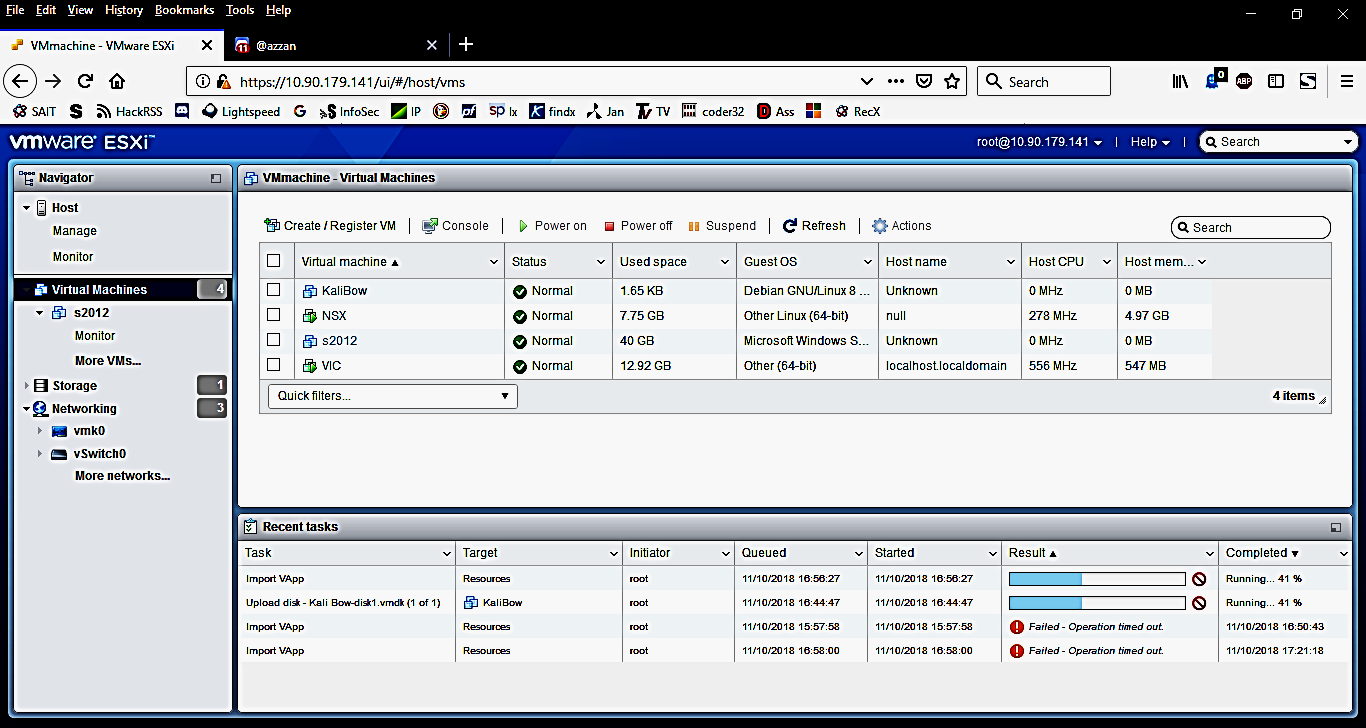 File Edit View History Bookmarks Tools Help
VMmachine - VMware ESXi
11 @azzan
https://10.90.179.141/ui/#/host/vms Search 0 ABP S
SAIT S HackRSS Lightspeed G InfoSec IP pf sp Ix K findx Jan TV TV coder32 D Ass RecX
vmware ESXi™ root@10.90.179.141 | Help | Search
Navigator
Host
Manage
Monitor
Virtual Machines 4
s2012
Monitor
More VMs...
Storage 1
Networking 3
vmk0
vSwitch0
More networks...
VMmachine - Virtual Machines
Create / Register VM | Console | Power on Power off Suspend | Refresh | Actions Search
Virtual machine ▲ Status Used space Guest OS Host name Host CPU Host mem...
KaliBow Normal 1.65 KB Debian GNU/Linux 8 ... Unknown 0 MHz 0 MB
NSX Normal 7.75 GB Other Linux (64-bit) null 278 MHz 4.97 GB
s2012 Normal 40 GB Microsoft Windows S... Unknown 0 MHz 0 MB
VIC Normal 12.92 GB Other (64-bit) localhost.localdomain 556 MHz 547 MB
Quick filters... 4 items
Recent tasks
Task Target Initiator Queued Started Result ▲ Completed ▼
Import VApp Resources root 11/10/2018 16:56:27 11/10/2018 16:56:27 Running... 41 %
Upload disk - Kali Bow-disk1.vmdk (1 of 1) KaliBow root 11/10/2018 16:44:47 11/10/2018 16:44:47 Running... 41 %
Import VApp Resources root 11/10/2018 15:57:58 11/10/2018 15:57:58 Failed - Operation timed out. 11/10/2018 16:50:43
Import VApp Resources root 11/10/2018 16:58:00 11/10/2018 16:58:00 Failed - Operation timed out. 11/10/2018 17:21:18